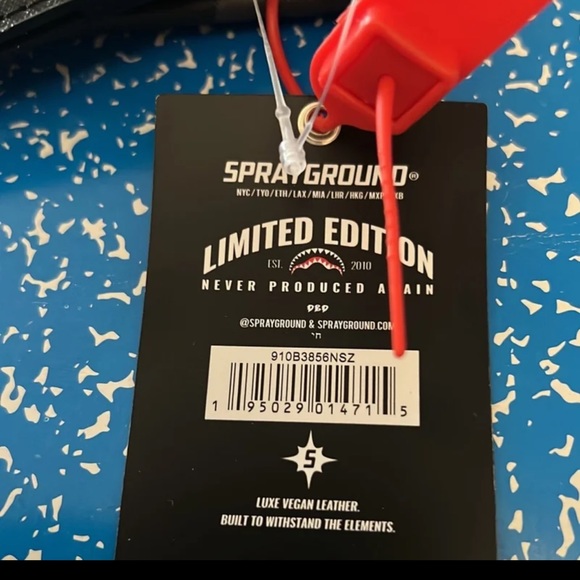 SPRAYGROUND®
NYC/TYO/ETH/LAX/MIA/LHR/HKG/MXP/DXB
LIMITED EDITION
EST. 2010
NEVER PRODUCED AGAIN
DBD
@SPRAYGROUND & SPRAYGROUND.COM
910B3856NSZ
1 95029 01471 5
S
LUXE VEGAN LEATHER.
BUILT TO WITHSTAND THE ELEMENTS.